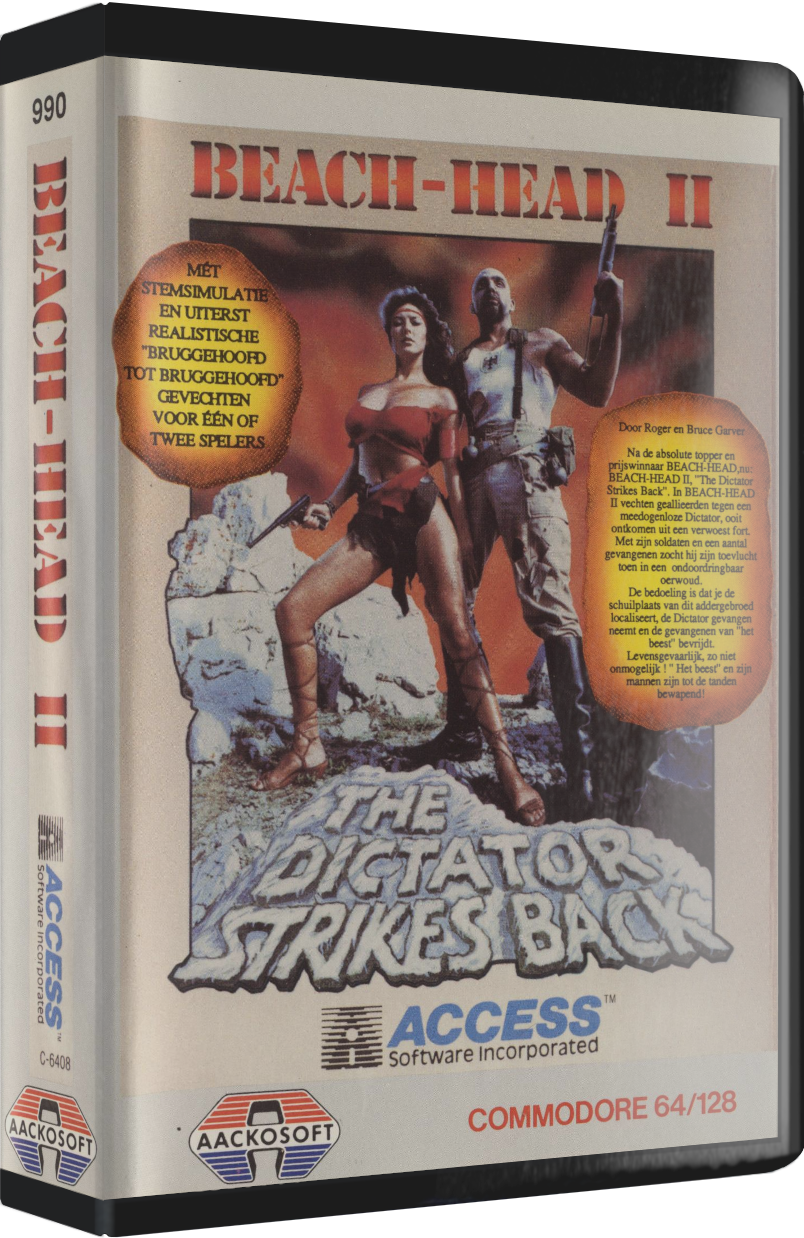 990
BEACH-HEAD II
ACCESS™
Software Incorporated
C-6408
AACKOSOFT
BEACH-HEAD II
MÉT
STEMSIMULATIE
EN UITERST
REALISTISCHE
"BRUGGEHOOFD
TOT BRUGGEHOOFD"
GEVECHTEN
VOOR ÉÉN OF
TWEE SPELERS
Door Roger en Bruce Garver
Na de absolute topper en
prijswinnaar BEACH-HEAD,nu:
BEACH-HEAD II, "The Dictator
Strikes Back". In BEACH-HEAD
II vechten geallieerden tegen een
meedogenloze Dictator, ooit
ontkomen uit een verwoest fort.
Met zijn soldaten en een aantal
gevangenen zocht hij zijn toevlucht
toen in een ondoordringbaar
oerwoud.
De bedoeling is dat je de
schuilplaats van dit addergebroed
localiseert, de Dictator gevangen
neemt en de gevangenen van "het
beest" bevrijdt.
Levensgevaarlijk, zo niet
onmogelijk ! " Het beest" en zijn
mannen zijn tot de tanden
bewapend!
THE
DICTATOR
STRIKES BACK
ACCESS™
Software Incorporated
AACKOSOFT
COMMODORE 64/128